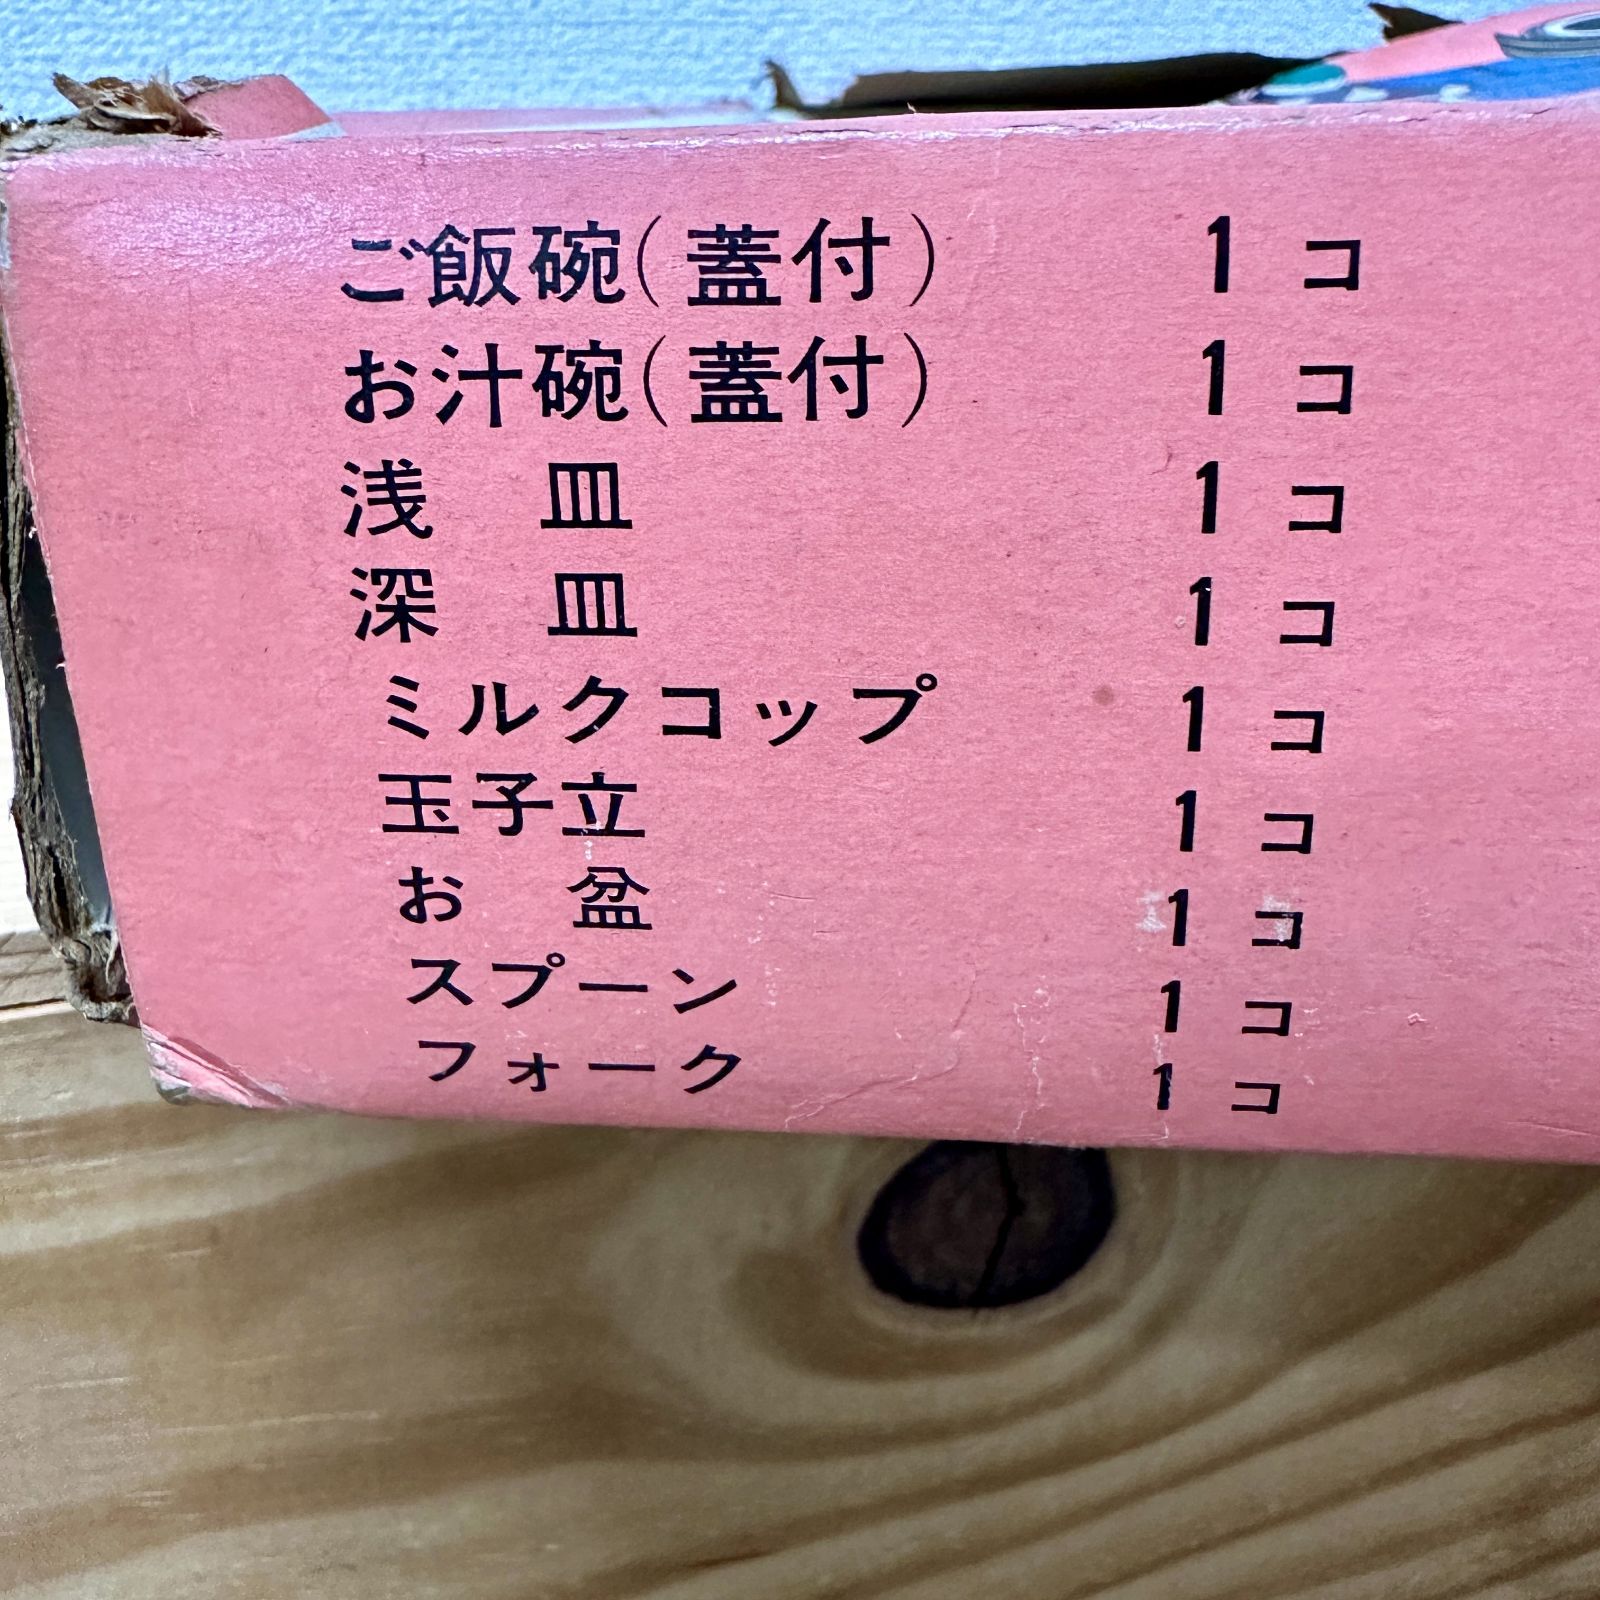 ご飯碗(蓋付) 1コ
お汁碗(蓋付) 1コ
浅皿 1コ
深皿 1コ
ミルクコップ 1コ
玉子立 1コ
お盆 1コ
スプーン 1コ
フォーク 1コ